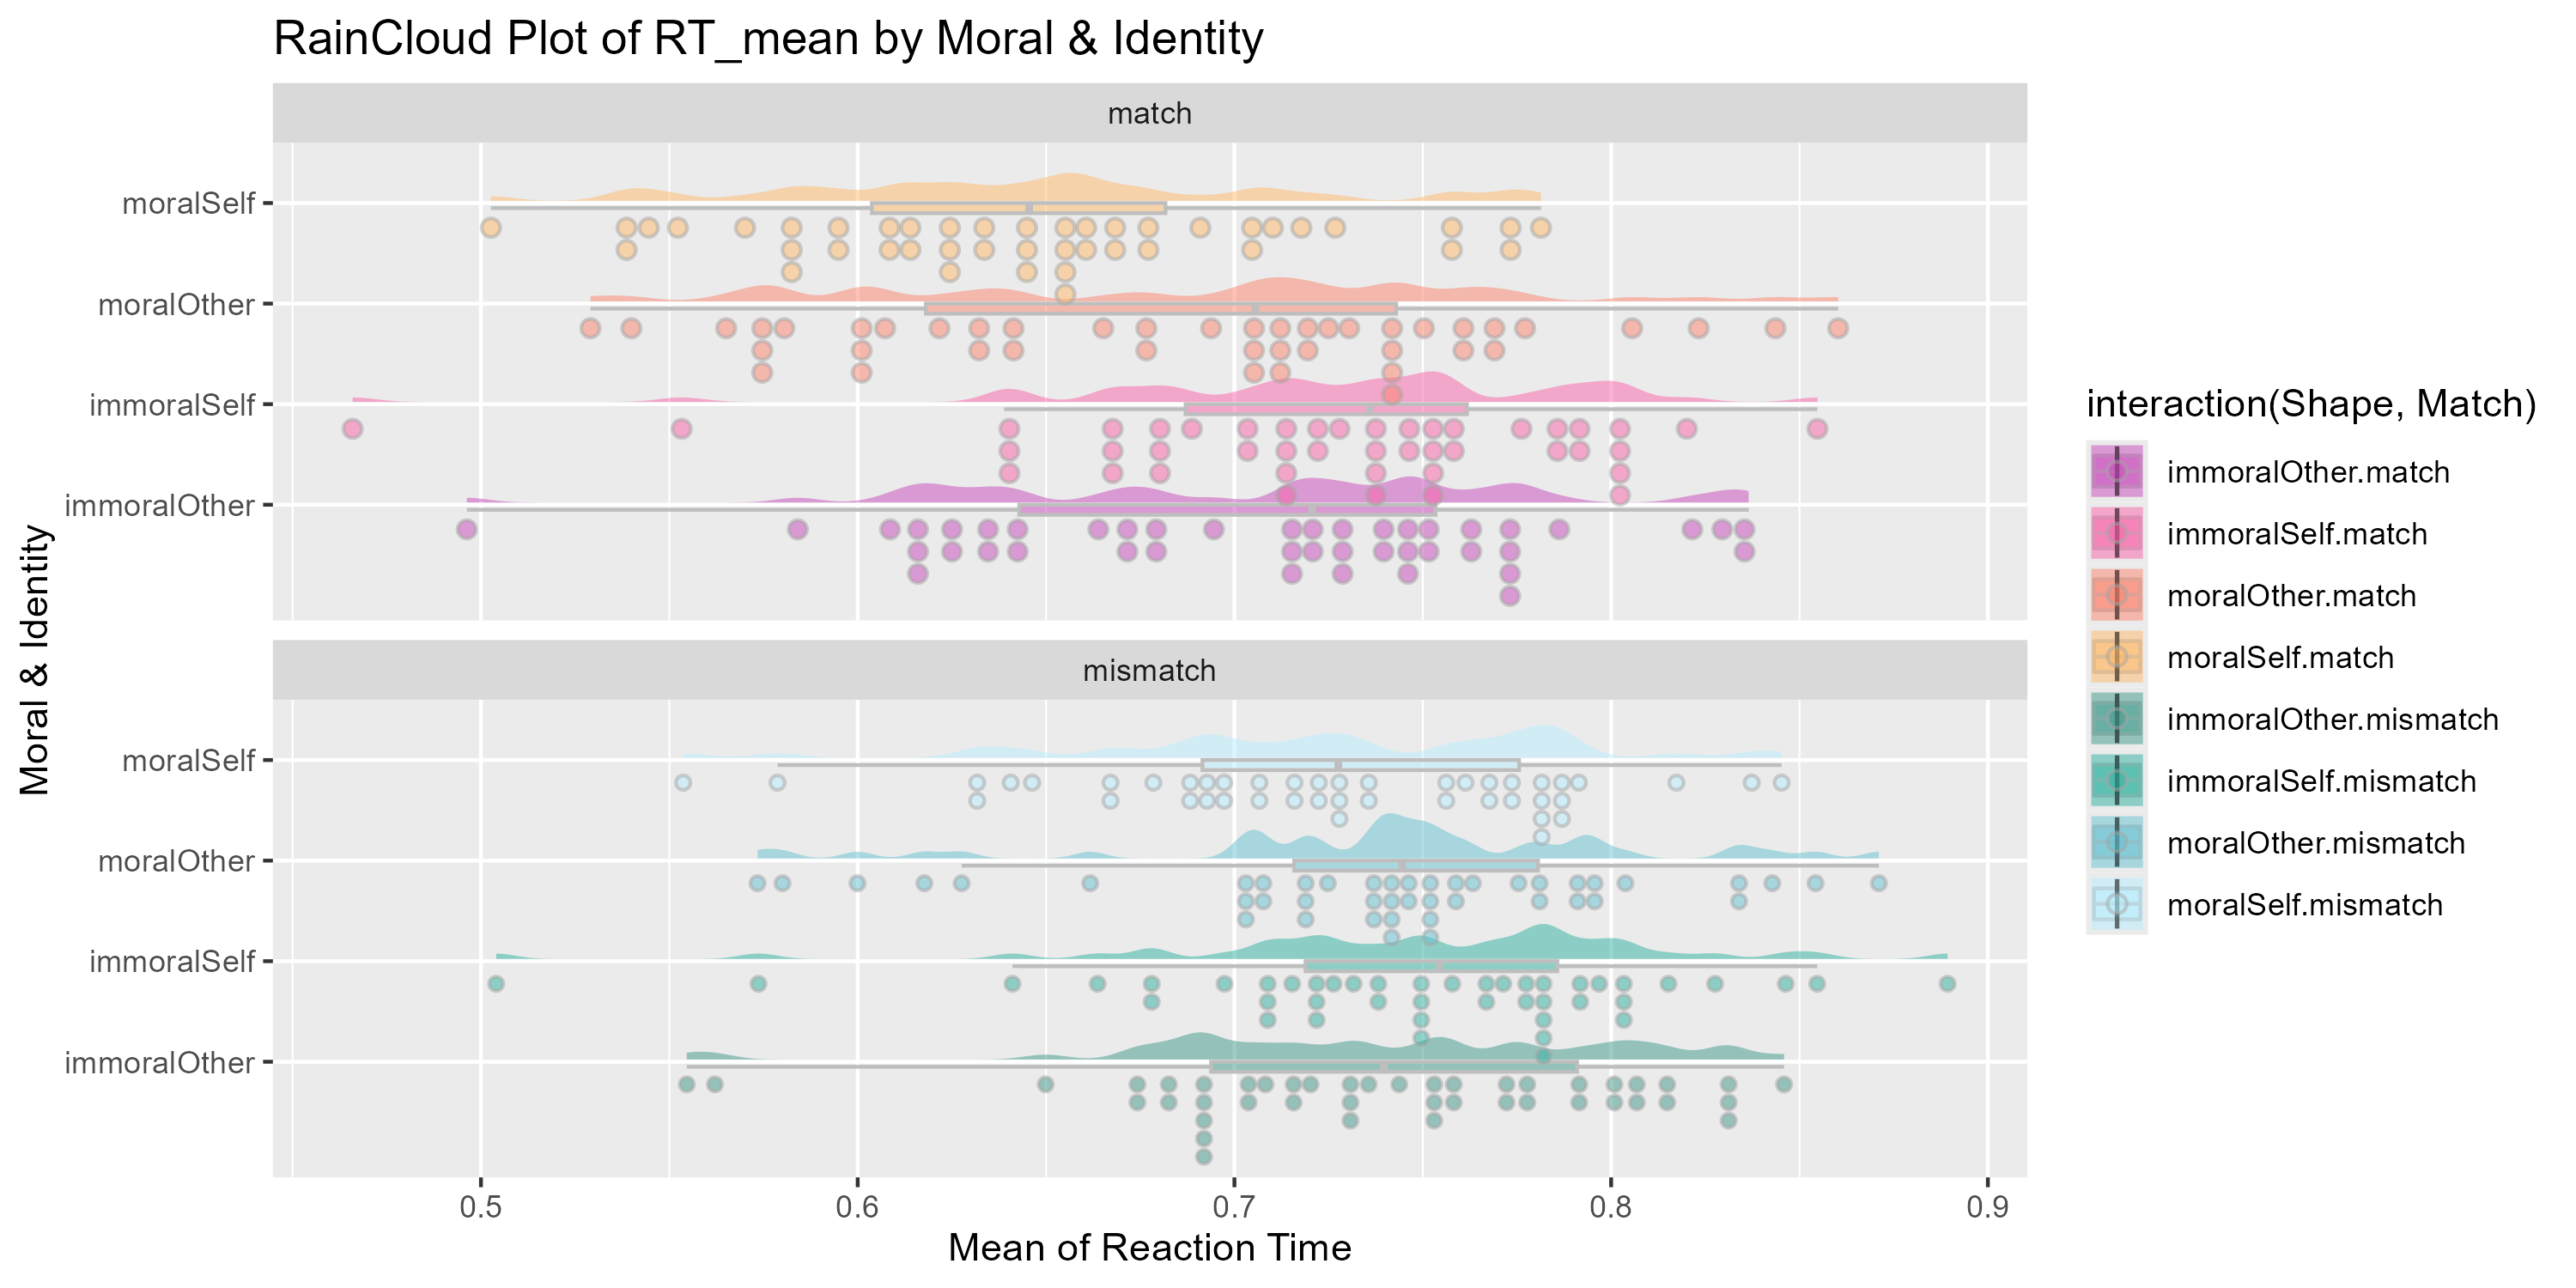 RainCloud Plot of RT_mean by Moral & Identity
match
moralSelf
moralOther
immoralSelf
immoralOther
mismatch
moralSelf
moralOther
immoralSelf
immoralOther
0.5 0.6 0.7 0.8 0.9
Mean of Reaction Time
Moral & Identity
interaction(Shape, Match)
immoralOther.match
immoralSelf.match
moralOther.match
moralSelf.match
immoralOther.mismatch
immoralSelf.mismatch
moralOther.mismatch
moralSelf.mismatch